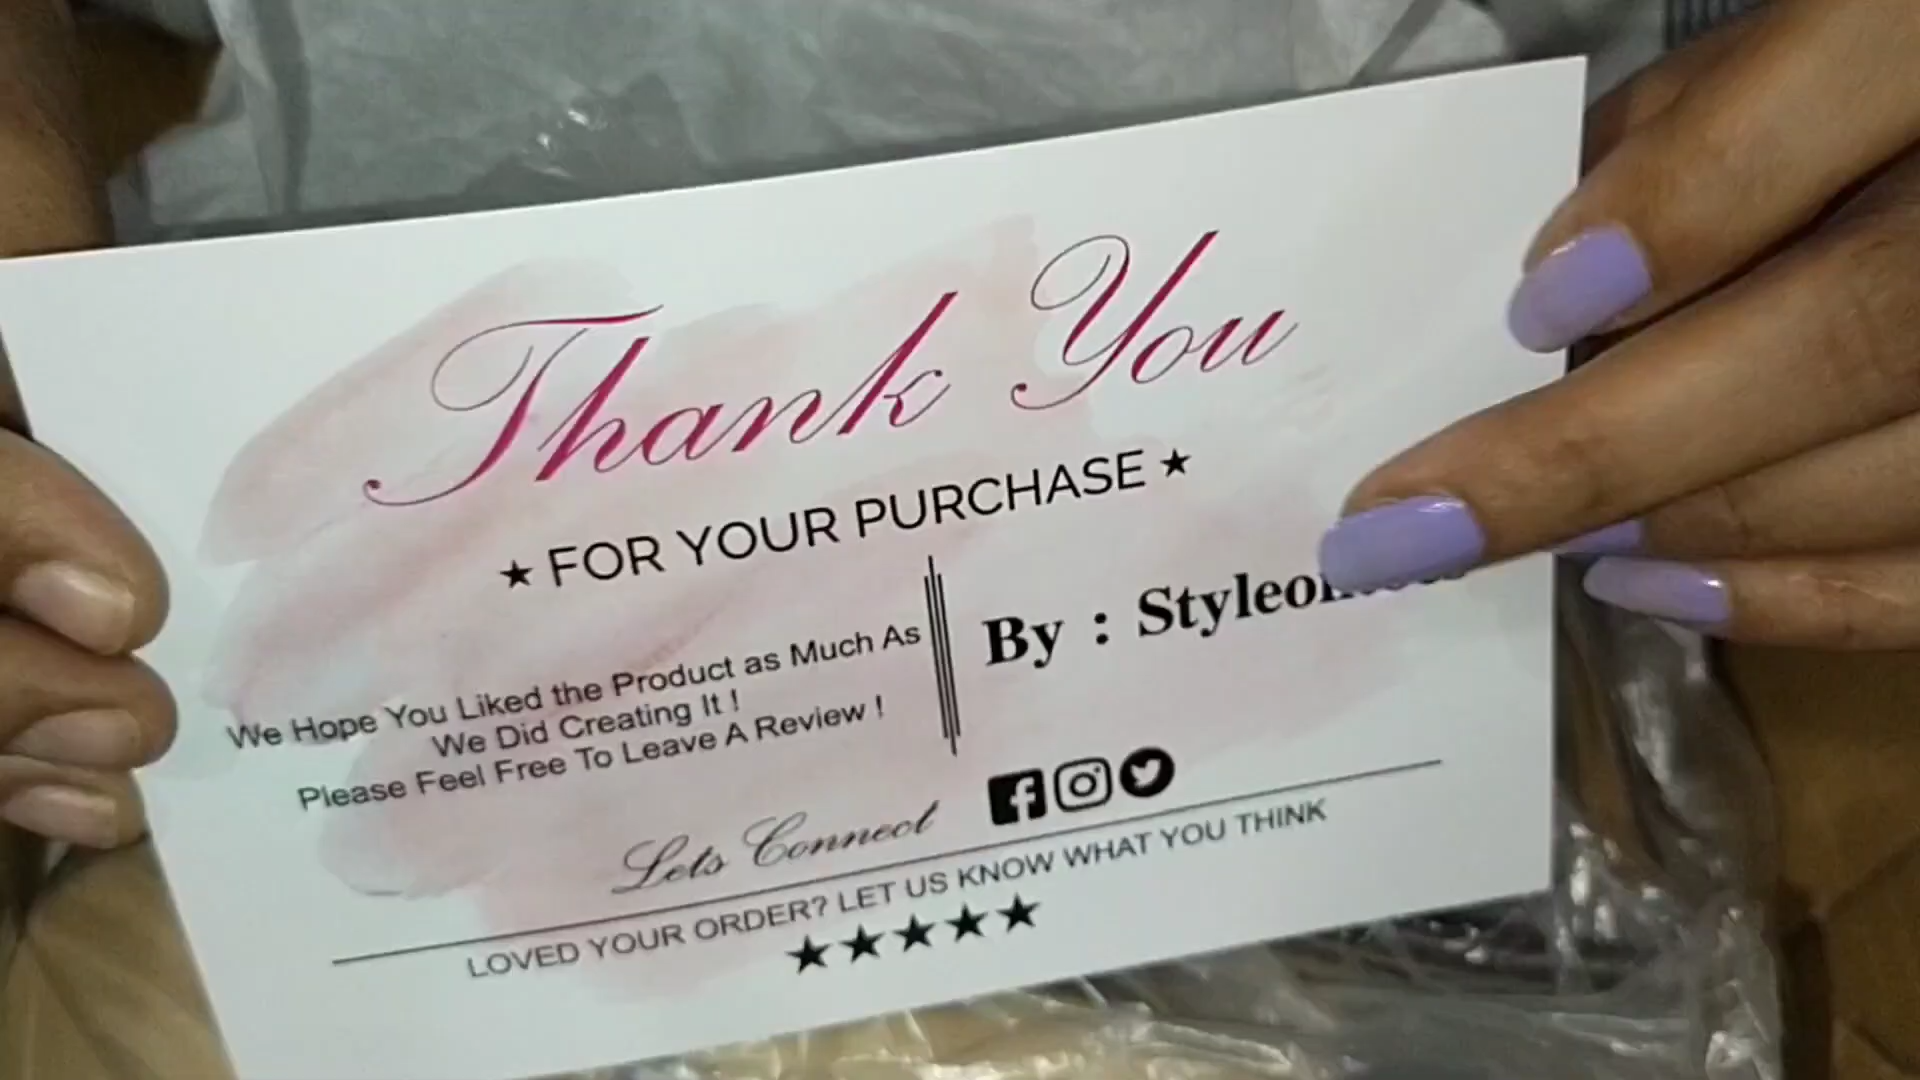 Thank You
★ FOR YOUR PURCHASE ★
We Hope You Liked the Product as Much As
We Did Creating It !
Please Feel Free To Leave A Review !
By :
Lets Connect
LOVED YOUR ORDER? LET US KNOW WHAT YOU THINK
★★★★★